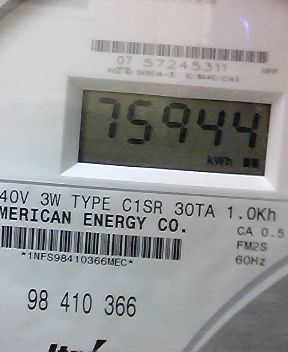 07 57245311
75944
kWh
40V 3W TYPE C1SR 30TA 1.0Kh
MERICAN ENERGY CO.
CA 0.5
FM2S
60Hz
*1NFS98410366MEC*
98 410 366